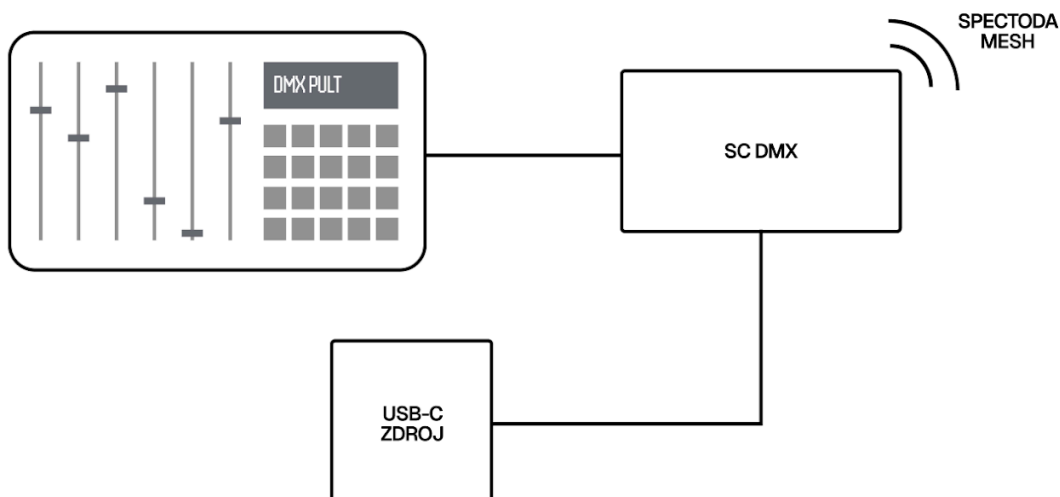 SPECTODA
MESH
DMX PULT
SC DMX
USB-C
ZDROJ